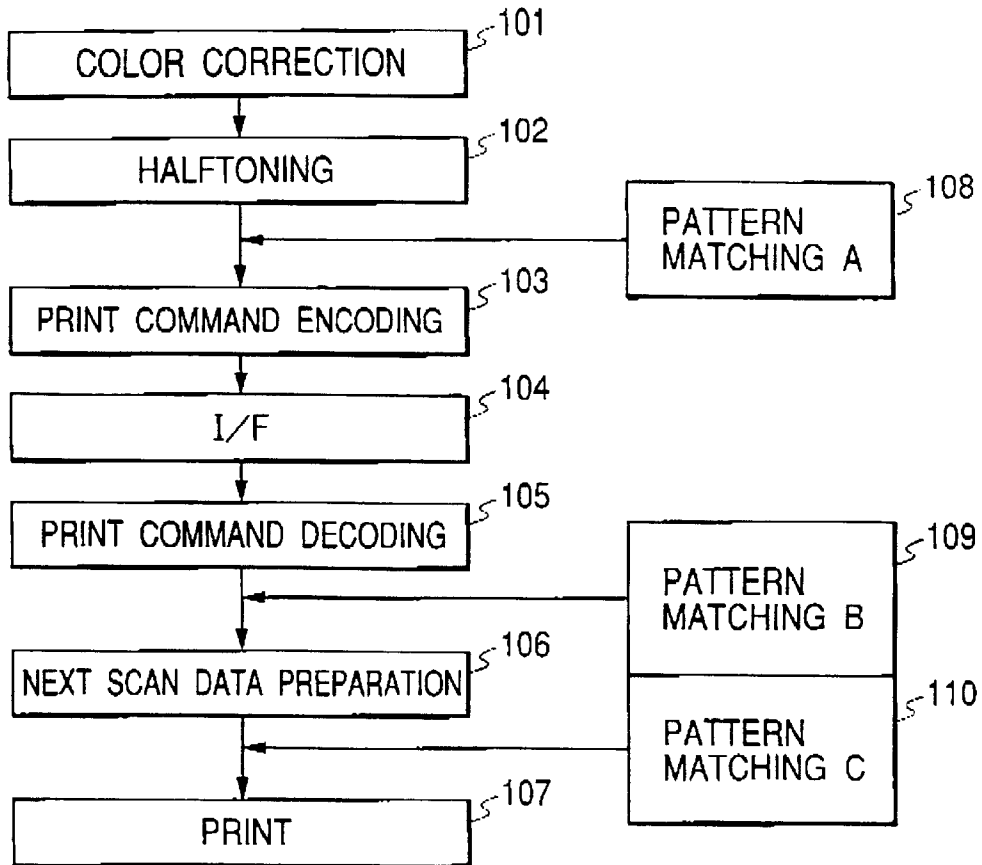 101
COLOR CORRECTION
102
HALFTONING
108
PATTERN
MATCHING A
103
PRINT COMMAND ENCODING
104
I/F
105
PRINT COMMAND DECODING
109
PATTERN
MATCHING B
106
NEXT SCAN DATA PREPARATION
110
PATTERN
MATCHING C
107
PRINT